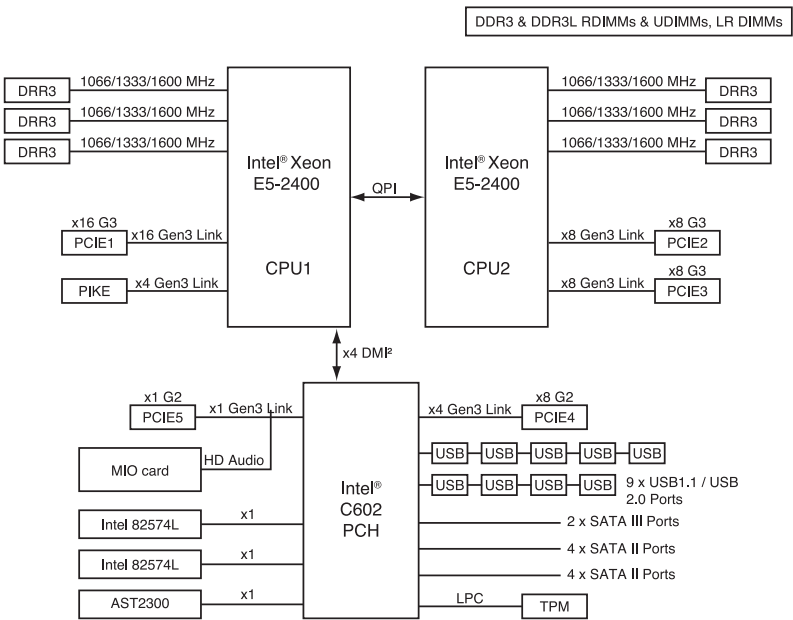 DDR3 & DDR3L RDIMMs & UDIMMs, LR DIMMs
DRR3
1066/1333/1600 MHz
DRR3
1066/1333/1600 MHz
DRR3
1066/1333/1600 MHz
Intel® Xeon
E5-2400
CPU1
x16 G3
PCIE1
x16 Gen3 Link
PIKE
x4 Gen3 Link
QPI
Intel® Xeon
E5-2400
CPU2
1066/1333/1600 MHz
DRR3
1066/1333/1600 MHz
DRR3
1066/1333/1600 MHz
DRR3
x8 G3
x8 Gen3 Link
PCIE2
x8 G3
x8 Gen3 Link
PCIE3
x4 DMI²
x1 G2
PCIE5
x1 Gen3 Link
MIO card
HD Audio
Intel 82574L
x1
Intel 82574L
x1
AST2300
x1
Intel®
C602
PCH
x8 G2
x4 Gen3 Link
PCIE4
USB USB USB USB USB
USB USB USB USB
9 x USB1.1 / USB
2.0 Ports
2 x SATA III Ports
4 x SATA II Ports
4 x SATA II Ports
LPC
TPM